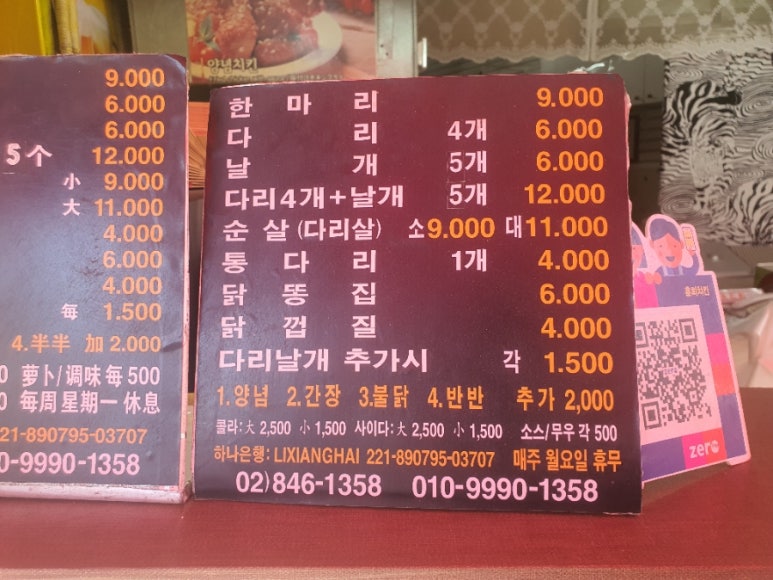 양념치킨
9.000
6.000
6.000
5个 12.000
小 9.000
大 11.000
4.000
6.000
4.000
每 1.500
4.半半 加 2.000
0 萝卜/调味 每 500
0 每周星期一 休息
221-890795-03707
0-9990-1358
한 마 리 9.000
다 리 4개 6.000
날 개 5개 6.000
다리4개+날개 5개 12.000
순 살 (다리살) 소9.000 대11.000
통 다 리 1개 4.000
닭 똥 집 6.000
닭 껍 질 4.000
다리날개 추가시 각 1.500
1.양념 2.간장 3.불닭 4.반반 추가 2,000
콜라:大 2,500 小 1,500 사이다:大 2,500 小 1,500 소스/무우 각 500
하나은행: LIXIANGHAI 221-890795-03707 매주 월요일 휴무
02)846-1358 010-9990-1358
zero